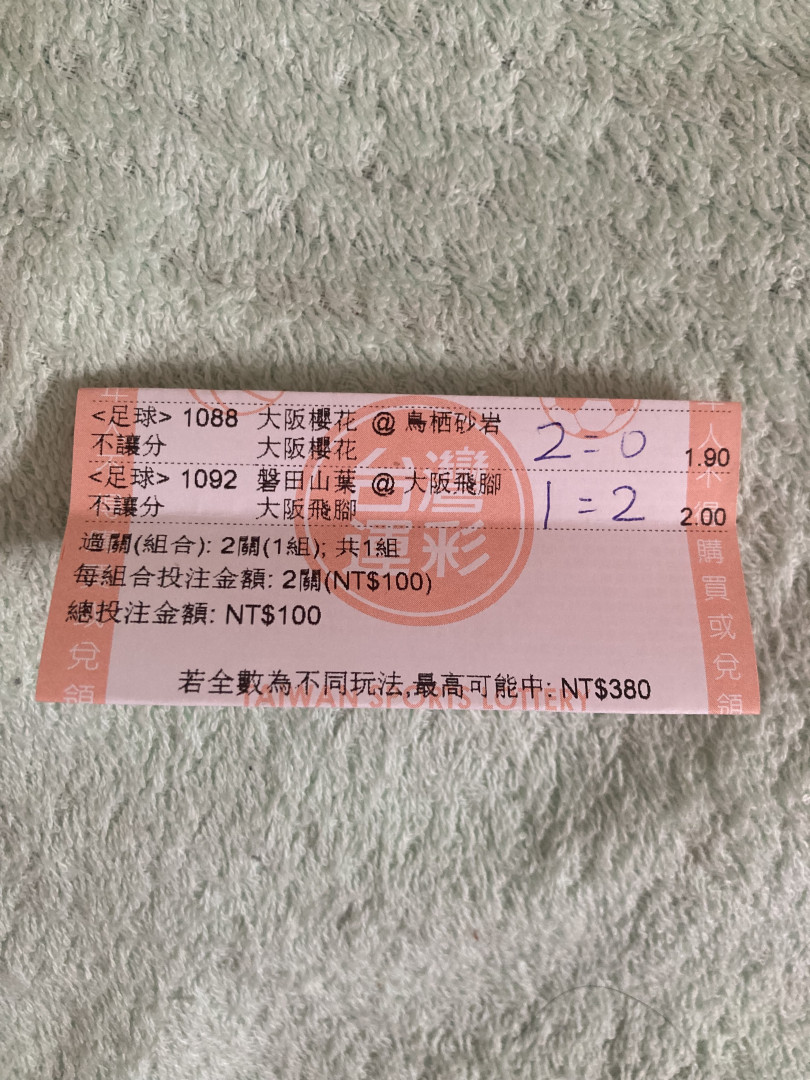 <足球> 1088 大阪櫻花 @ 鳥栖砂岩
不讓分 大阪櫻花 2=0 1.90
<足球> 1092 磐田山葉 @ 大阪飛腳
不讓分 大阪飛腳 1=2 2.00
過關(組合): 2關(1組); 共1組
每組合投注金額: 2關(NT$100)
總投注金額: NT$100
若全數為不同玩法,最高可能中: NT$380
台灣
運彩
TAIWAN SPORTS LOTTERY
購買或兌領
兌領